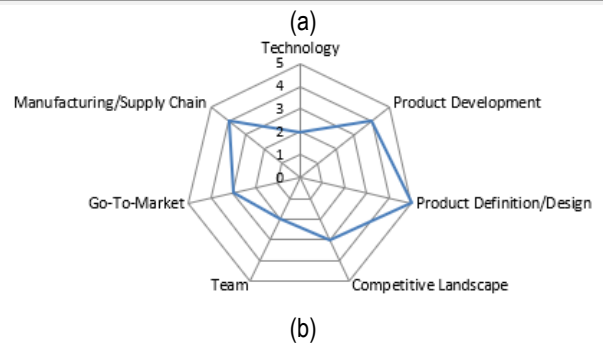 (a)
Technology
5
4
3
2
1
0
Manufacturing/Supply Chain
Product Development
Go-To-Market
Product Definition/Design
Team
Competitive Landscape
(b)